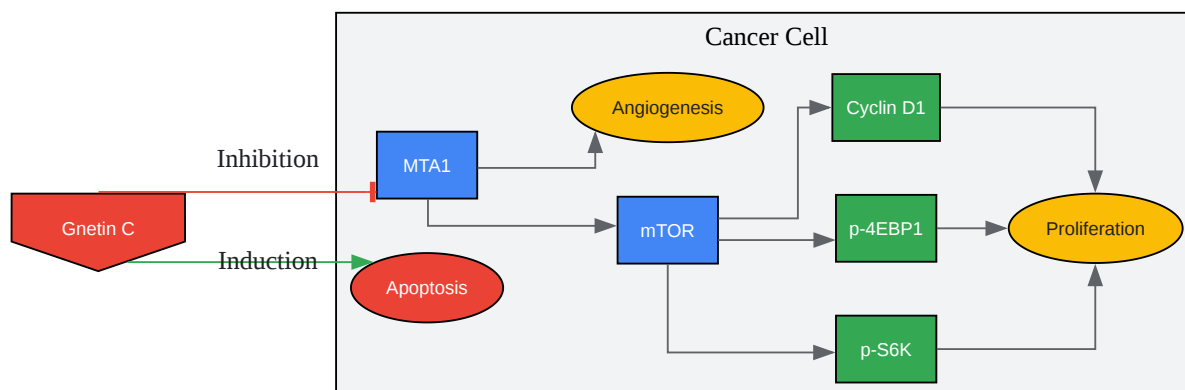 Cancer Cell
Angiogenesis
Cyclin D1
Inhibition
MTA1
Gnetin C
mTOR
p-4EBP1
Proliferation
Induction
Apoptosis
p-S6K